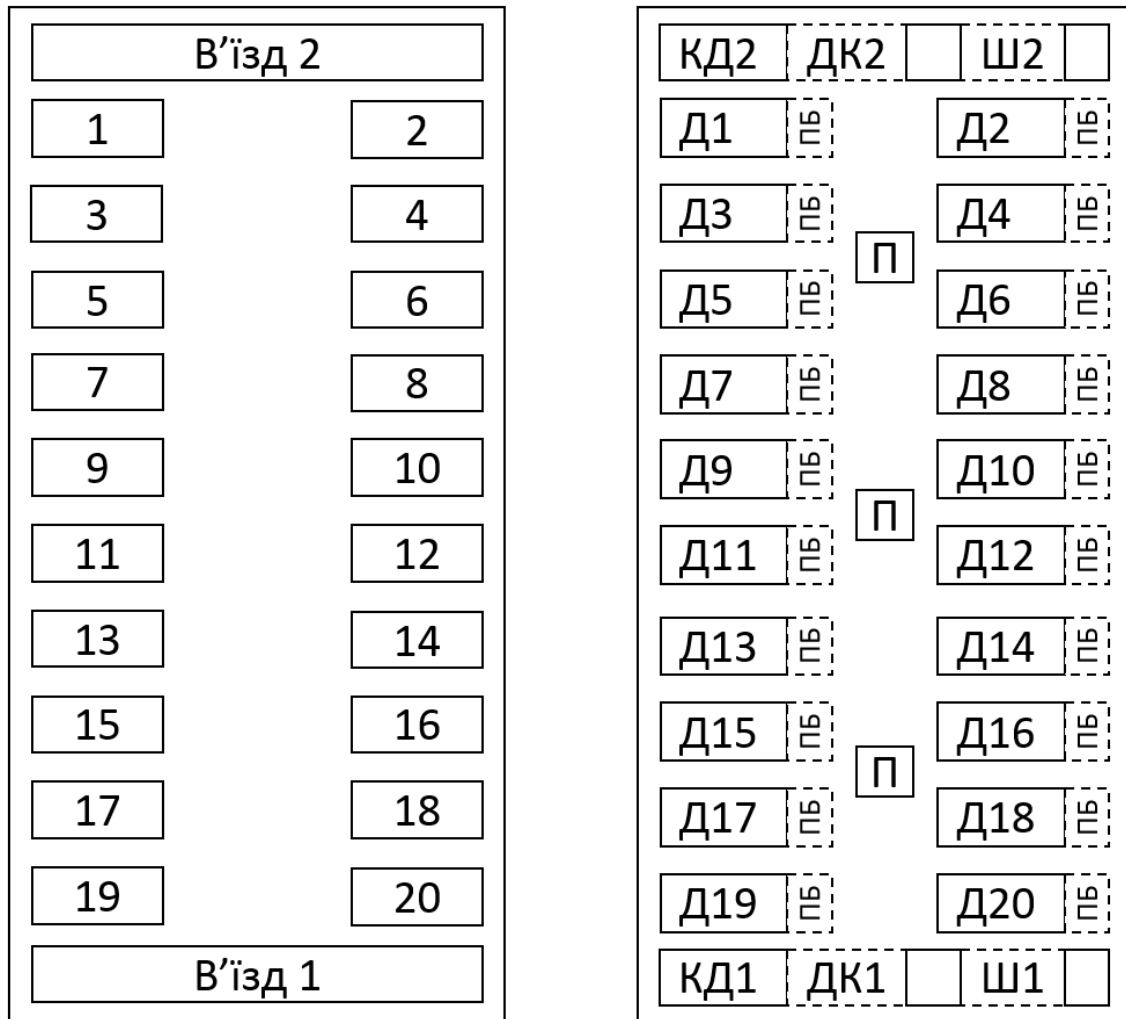 В’їзд 2
1 2
3 4
5 6
7 8
9 10
11 12
13 14
15 16
17 18
19 20
В’їзд 1
КД2 ДК2 Ш2
Д1 ПБ Д2 ПБ
Д3 ПБ Д4 ПБ
П
Д5 ПБ Д6 ПБ
Д7 ПБ Д8 ПБ
Д9 ПБ Д10 ПБ
П
Д11 ПБ Д12 ПБ
Д13 ПБ Д14 ПБ
Д15 ПБ Д16 ПБ
П
Д17 ПБ Д18 ПБ
Д19 ПБ Д20 ПБ
КД1 ДК1 Ш1